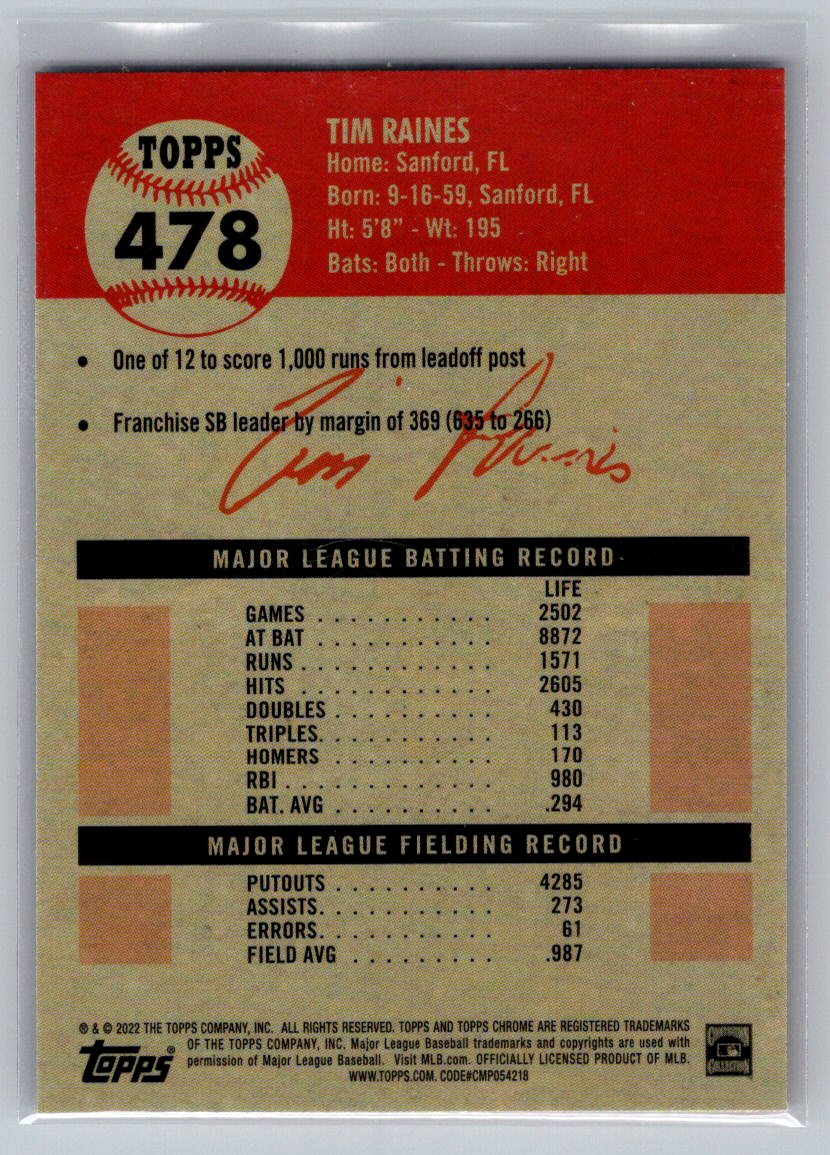 TOPPS
478
TIM RAINES
Home: Sanford, FL
Born: 9-16-59, Sanford, FL
Ht: 5'8" - Wt: 195
Bats: Both - Throws: Right
• One of 12 to score 1,000 runs from leadoff post
• Franchise SB leader by margin of 369 (635 to 266)
Tim Raines
MAJOR LEAGUE BATTING RECORD
LIFE
GAMES . . . . . . . . . . . 2502
AT BAT . . . . . . . . . . . 8872
RUNS . . . . . . . . . . . . 1571
HITS . . . . . . . . . . . . 2605
DOUBLES . . . . . . . . . . 430
TRIPLES. . . . . . . . . . . 113
HOMERS . . . . . . . . . . 170
RBI . . . . . . . . . . . . . 980
BAT. AVG . . . . . . . . . . .294
MAJOR LEAGUE FIELDING RECORD
PUTOUTS . . . . . . . . . . 4285
ASSISTS. . . . . . . . . . . 273
ERRORS. . . . . . . . . . . 61
FIELD AVG . . . . . . . . . .987
® & © 2022 THE TOPPS COMPANY, INC. ALL RIGHTS RESERVED. TOPPS AND TOPPS CHROME ARE REGISTERED TRADEMARKS
OF THE TOPPS COMPANY, INC. Major League Baseball trademarks and copyrights are used with
permission of Major League Baseball. Visit MLB.com. OFFICIALLY LICENSED PRODUCT OF MLB.
WWW.TOPPS.COM. CODE#CMP054218
TOPPS®
COLLECTION